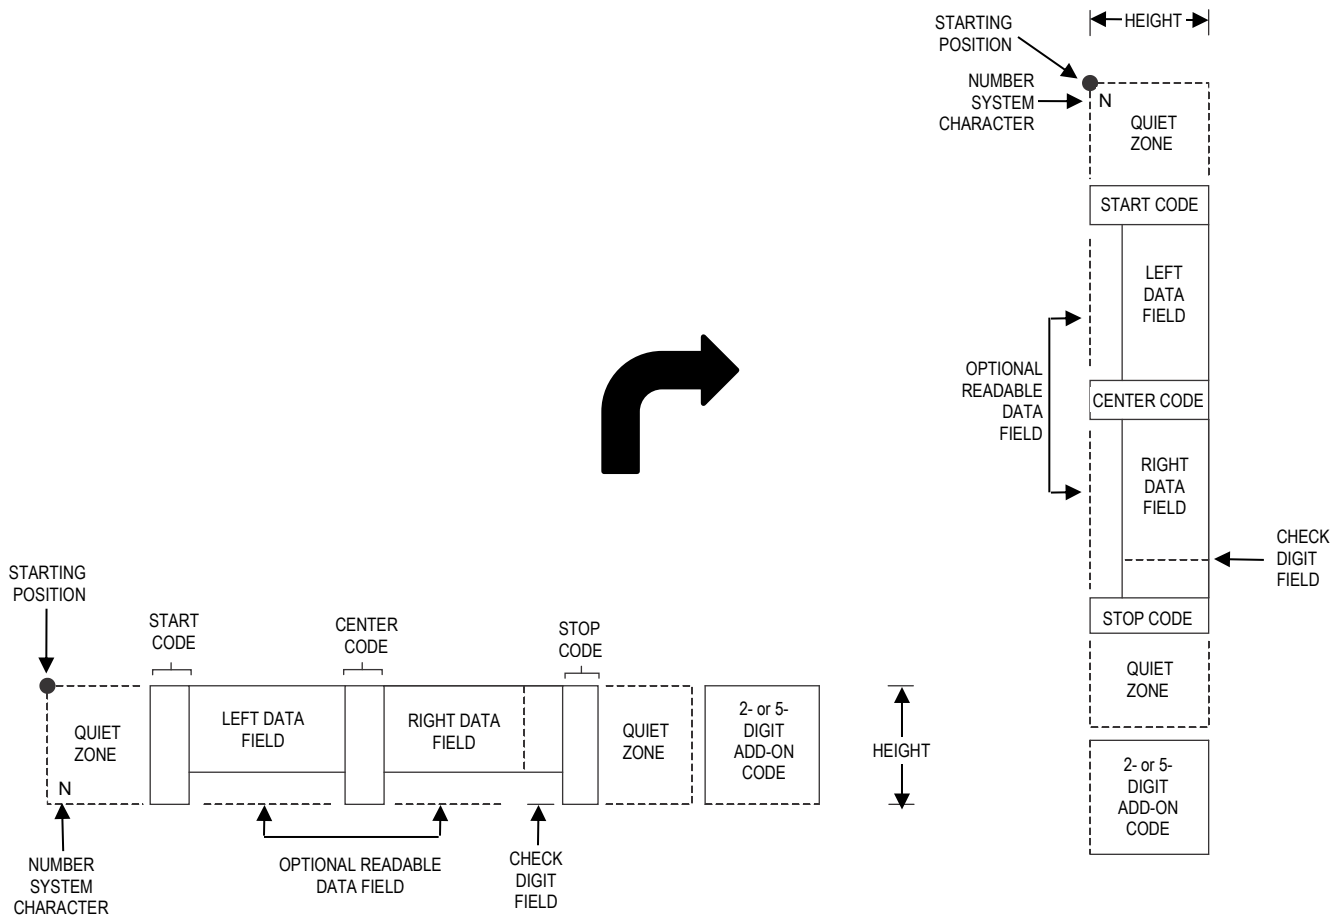 STARTING
POSITION
HEIGHT
NUMBER
SYSTEM
CHARACTER
N
QUIET
ZONE
START CODE
LEFT
DATA
FIELD
OPTIONAL
READABLE
DATA
FIELD
CENTER CODE
RIGHT
DATA
FIELD
CHECK
DIGIT
FIELD
STOP CODE
QUIET
ZONE
2- or 5-
DIGIT
ADD-ON
CODE
STARTING
POSITION
START
CODE
CENTER
CODE
STOP
CODE
QUIET
ZONE
N
LEFT DATA
FIELD
RIGHT DATA
FIELD
QUIET
ZONE
2- or 5-
DIGIT
ADD-ON
CODE
HEIGHT
NUMBER
SYSTEM
CHARACTER
OPTIONAL READABLE
DATA FIELD
CHECK
DIGIT
FIELD